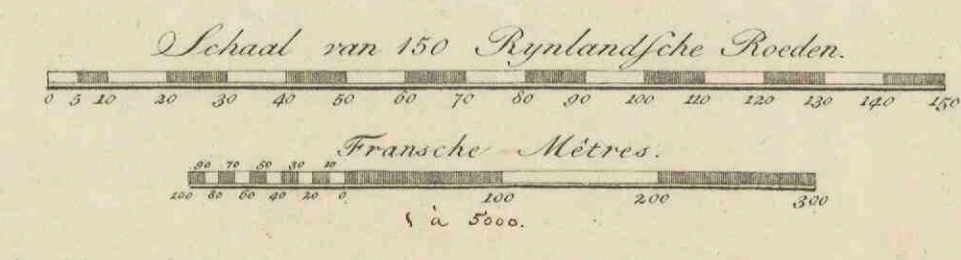 Schaal van 150 Rynlandsche Roeden.
0 5 10 20 30 40 50 60 70 80 90 100 110 120 130 140 150
Fransche Mêtres.
90 70 50 30 10
100 80 60 40 20 0 100 200 300
1 à 5000.